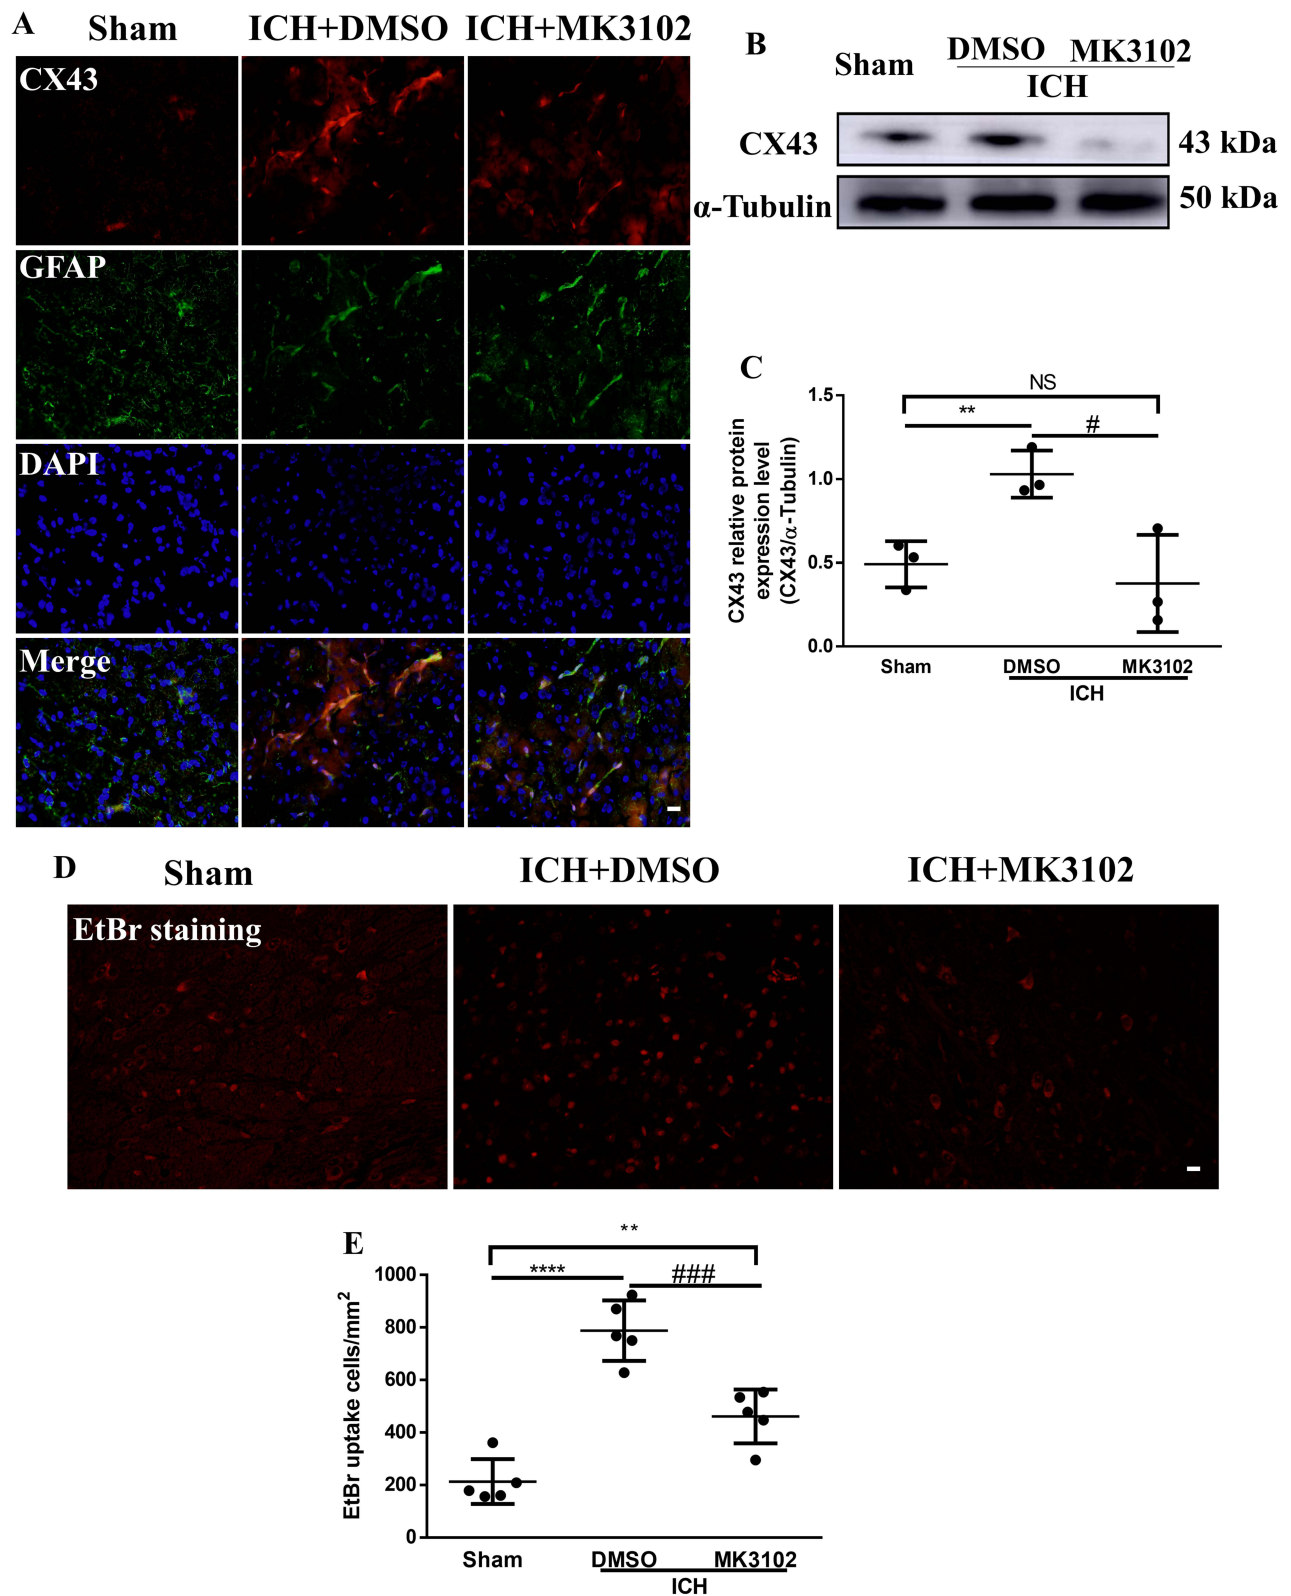 A
Sham ICH+DMSO ICH+MK3102
CX43
GFAP
DAPI
Merge
B
Sham DMSO MK3102
ICH
CX43 43 kDa
α-Tubulin 50 kDa
C
CX43 relative protein
expression level
(CX43/α-Tubulin)
1.5
1.0
0.5
0.0
NS
**
#
Sham DMSO MK3102
ICH
D
Sham ICH+DMSO ICH+MK3102
EtBr staining
E
EtBr uptake cells/mm²
1000
800
600
400
200
0
**
**** ###
Sham DMSO MK3102
ICH